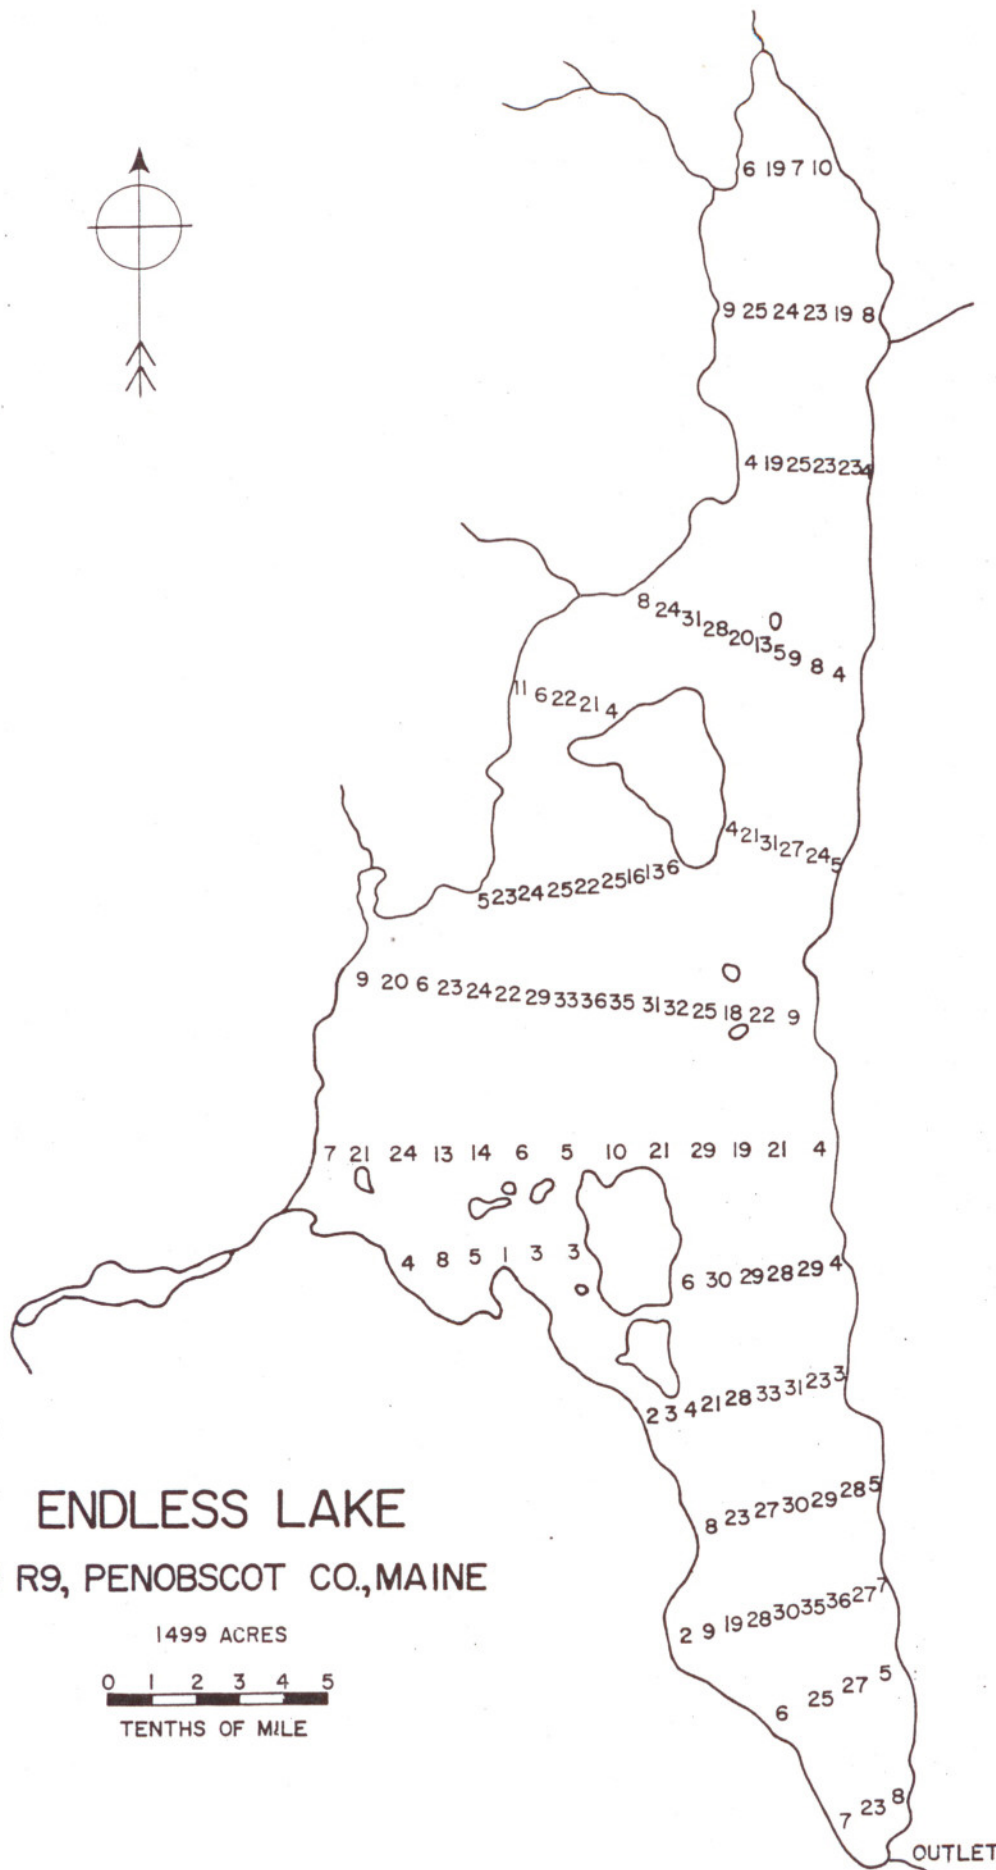 6 19 7 10
9 25 24 23 19 8
4 19 25 23 23 4
8 24 31 28 20 13 5 9 8 4
11 6 22 21 4
4 21 31 27 24 5
5 23 24 25 22 25 16 13 6
9 20 6 23 24 22 29 33 36 35 31 32 25 18 22 9
7 21 24 13 14 6 5 10 21 29 19 21 4
4 8 5 1 3 3
6 30 29 28 29 4
2 3 4 21 28 33 31 23 3
8 23 27 30 29 28 5
ENDLESS LAKE
R9, PENOBSCOT CO., MAINE
2 9 19 28 30 35 36 27 7
1499 ACRES
0 1 2 3 4 5
TENTHS OF MILE
6 25 27 5
7 23 8
OUTLET